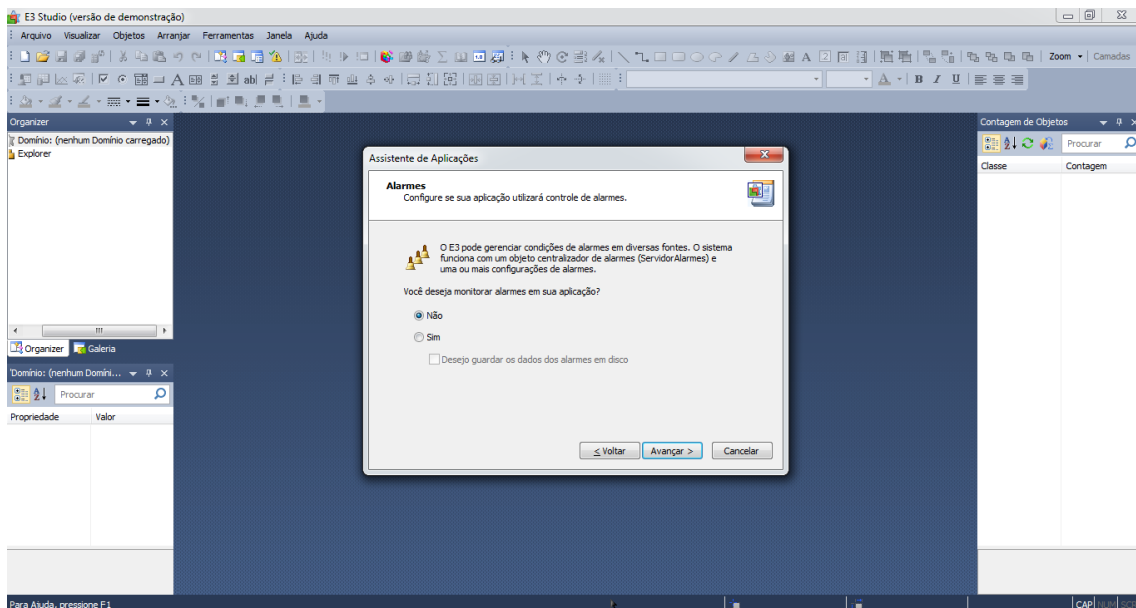 E3 Studio (versão de demonstração)
Arquivo Visualizar Objetos Arranjar Ferramentas Janela Ajuda
Zoom Camadas
Organizer
Domínio: (nenhum Domínio carregado)
Explorer
Organizer Galeria
'Domínio: (nenhum Domíni...
Procurar
Propriedade Valor
Assistente de Aplicações
Alarmes
Configure se sua aplicação utilizará controle de alarmes.
O E3 pode gerenciar condições de alarmes em diversas fontes. O sistema
funciona com um objeto centralizador de alarmes (ServidorAlarmes) e
uma ou mais configurações de alarmes.
Você deseja monitorar alarmes em sua aplicação?
Não
Sim
Desejo guardar os dados dos alarmes em disco
< Voltar Avançar > Cancelar
Contagem de Objetos
Procurar
Classe Contagem
Para Ajuda, pressione F1
CAP NUM SCR